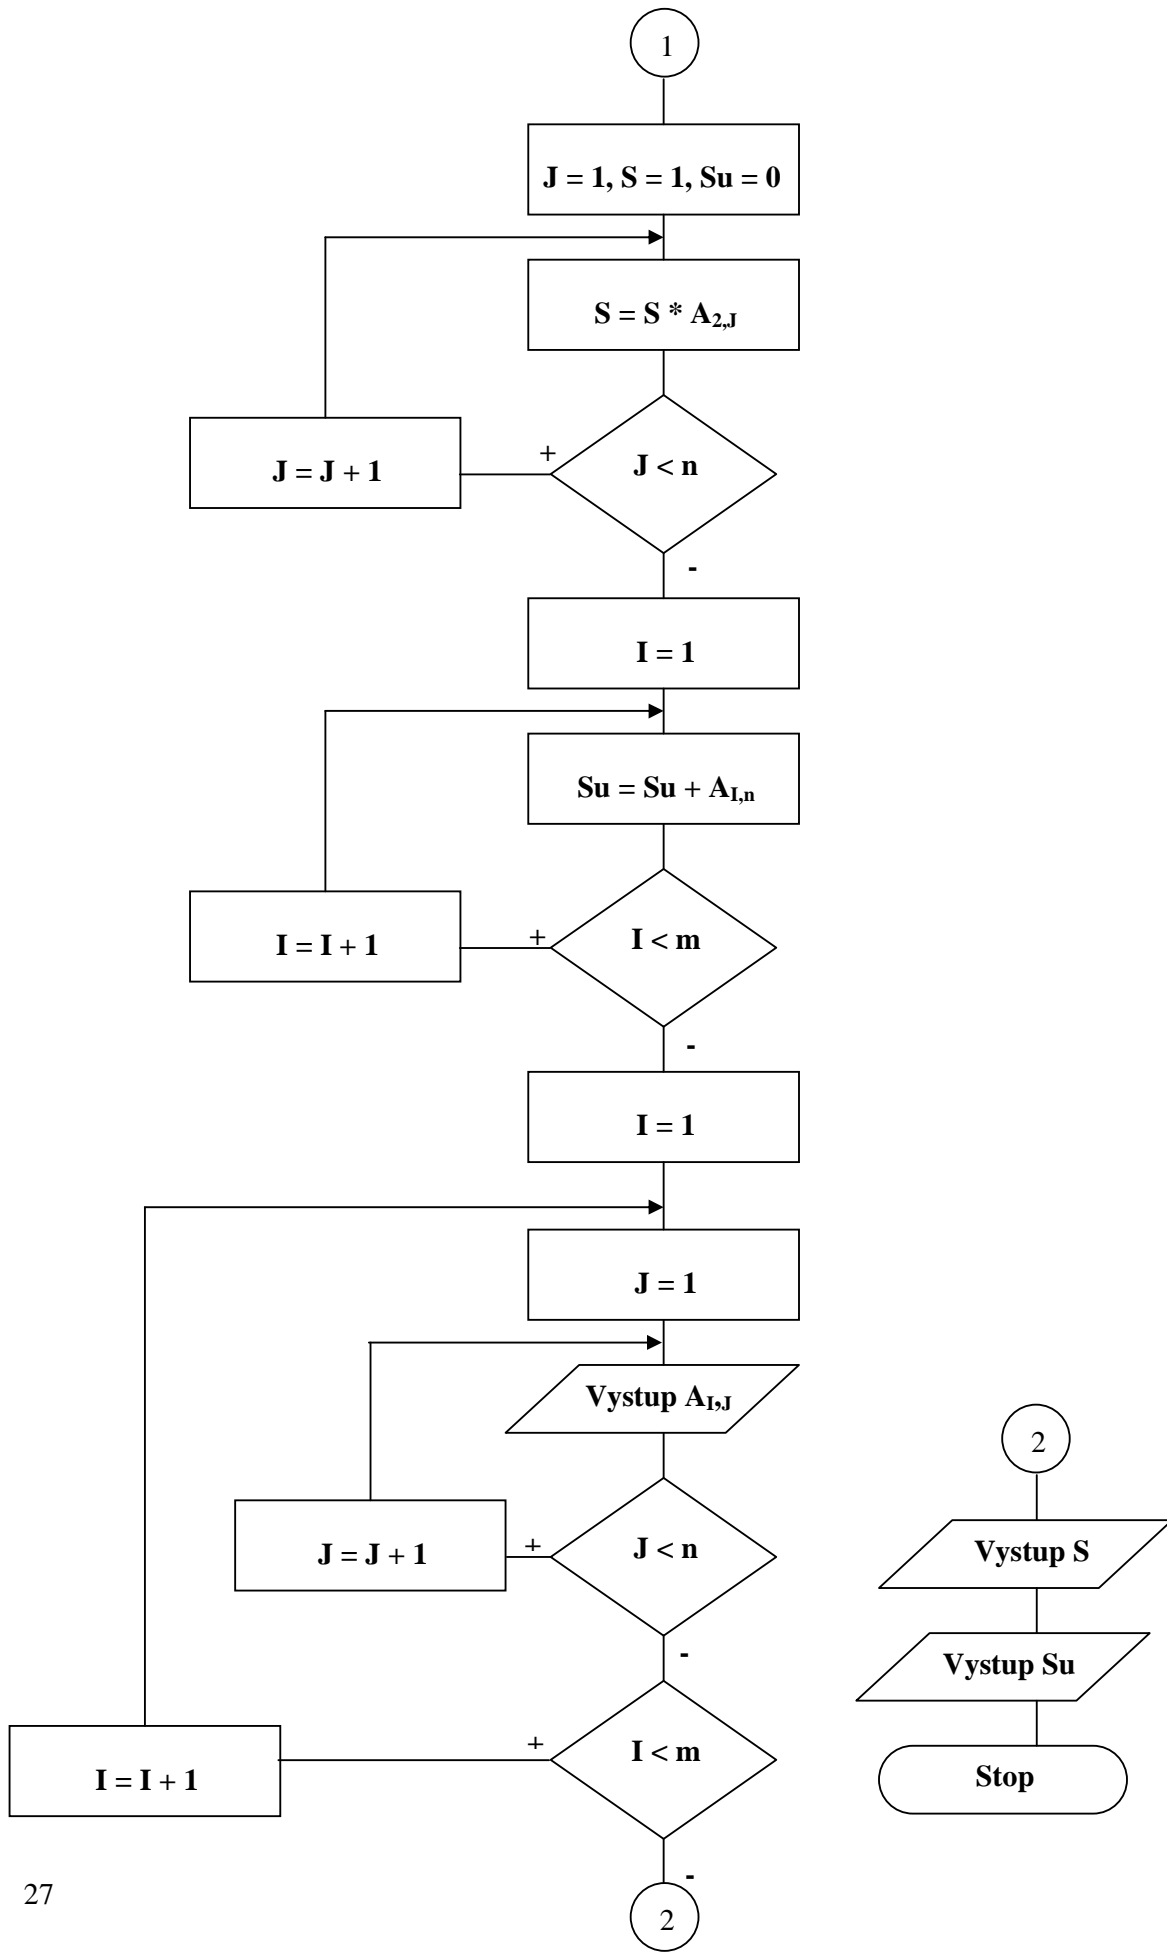 1
J = 1, S = 1, Su = 0
S = S * A2,J
J < n
+
J = J + 1
-
I = 1
Su = Su + AI,n
I < m
+
I = I + 1
-
I = 1
J = 1
Vystup AI,J
J < n
+
J = J + 1
-
I < m
+
I = I + 1
-
2
2
Vystup S
Vystup Su
Stop
27